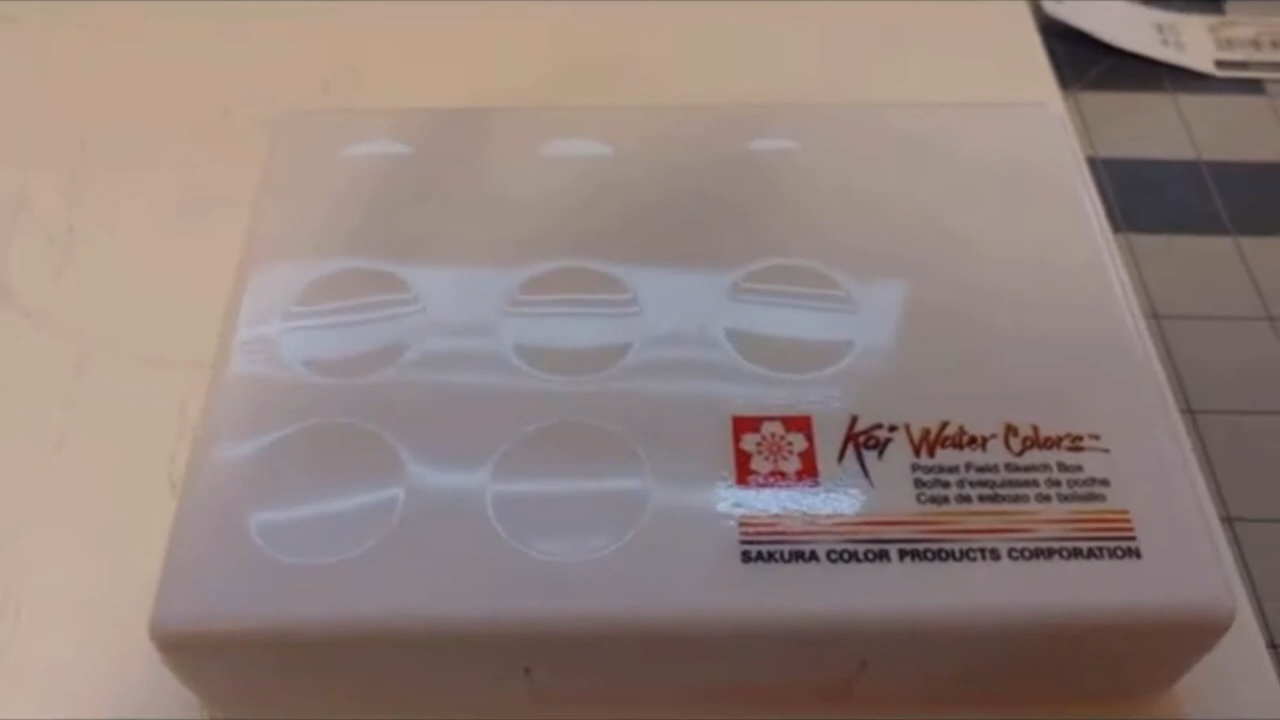 Koi Water Colors™
Pocket Field Sketch Box
Boîte d'esquisses de poche
Caja de esbozo de bolsillo
SAKURA COLOR PRODUCTS CORPORATION